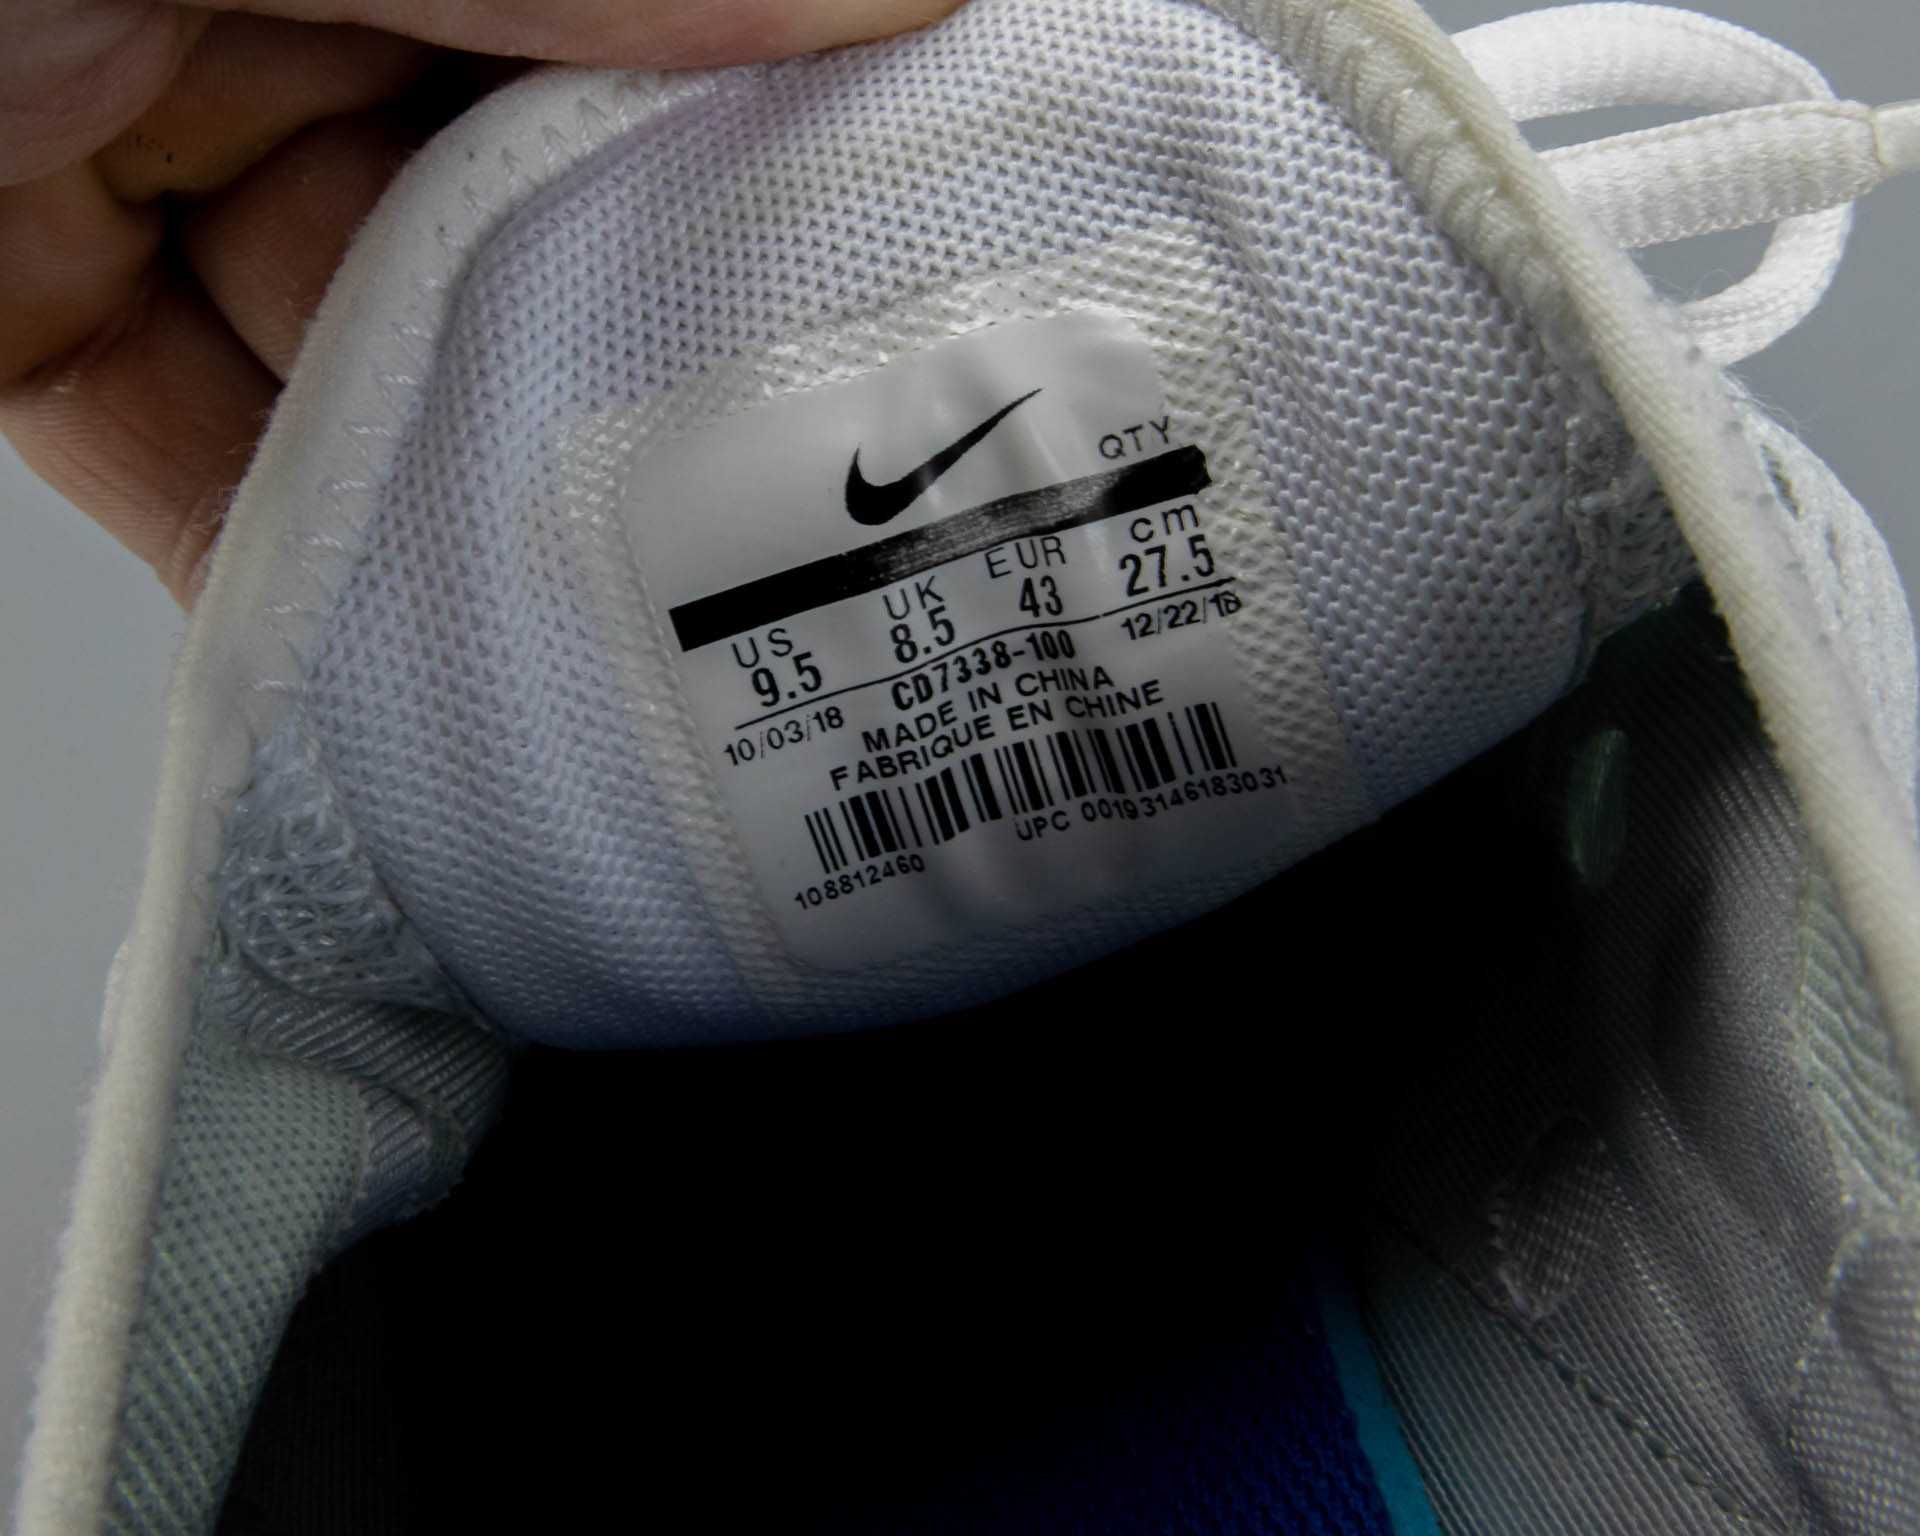 QTY
US UK EUR cm
9.5 8.5 43 27.5
10/03/18 CD7338-100 12/22/18
MADE IN CHINA
FABRIQUE EN CHINE
108812460 UPC 00193146183031